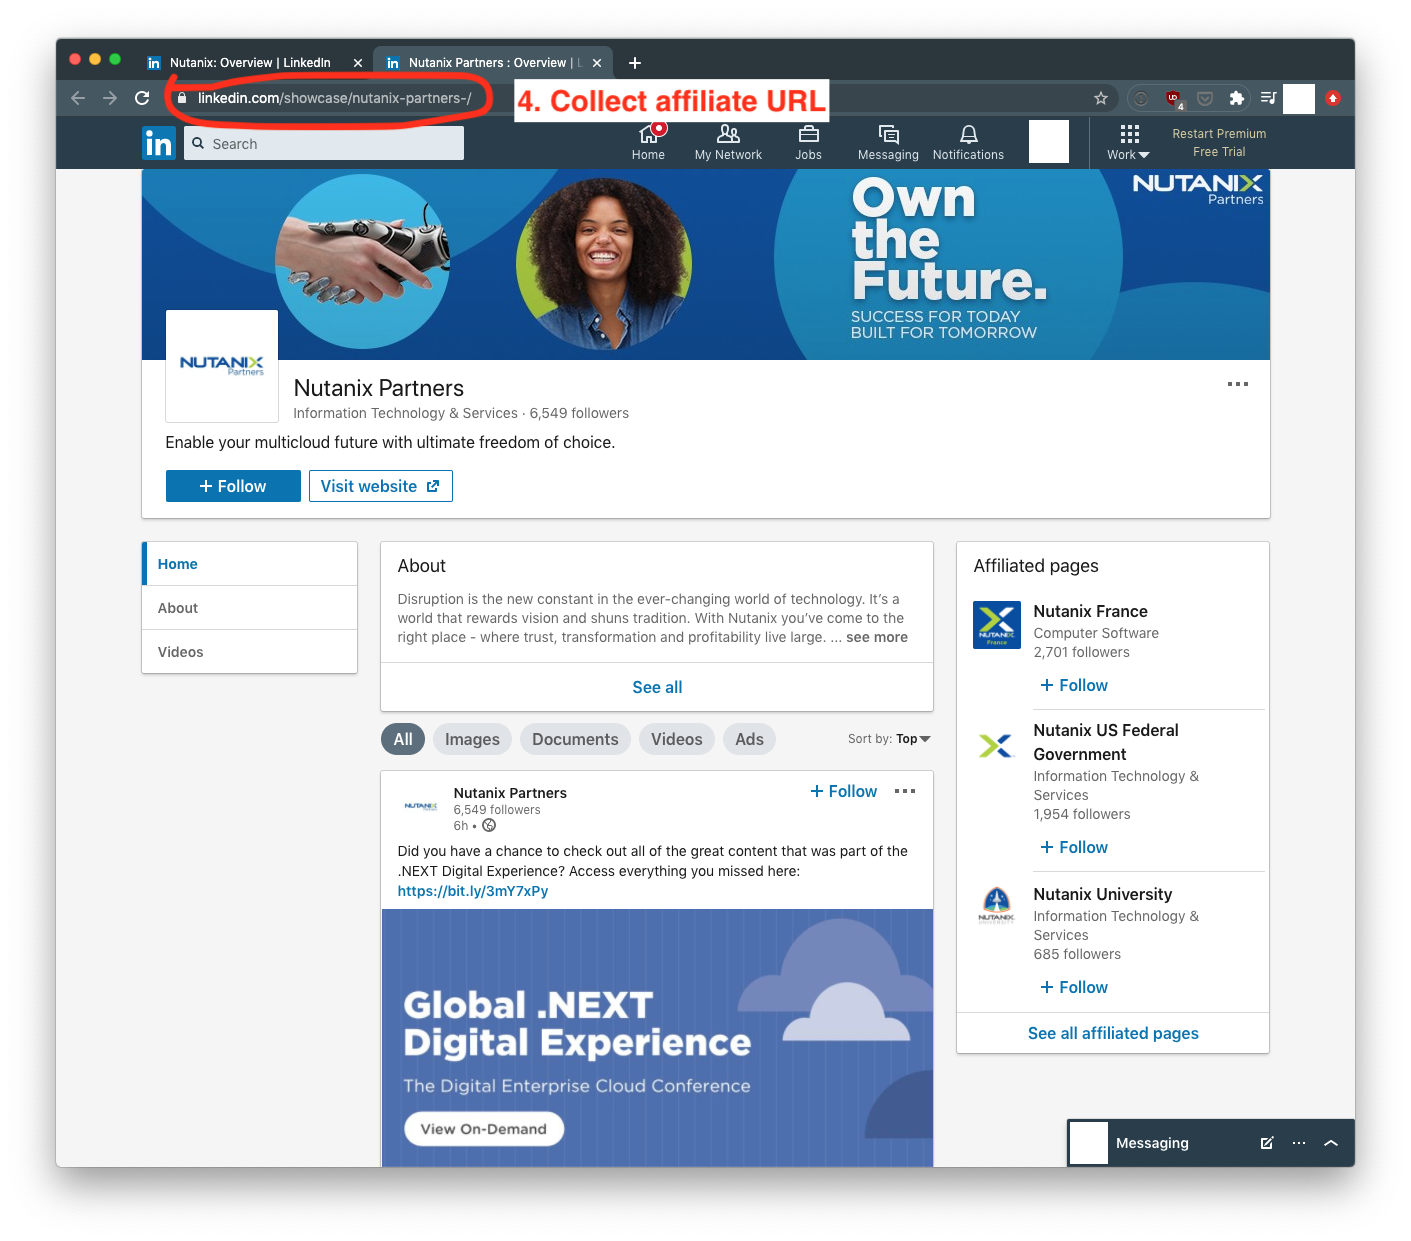 Nutanix: Overview | LinkedIn
Nutanix Partners : Overview | L
linkedin.com/showcase/nutanix-partners-/
4. Collect affiliate URL
4
in
Search
Home
My Network
Jobs
Messaging
Notifications
Work
Restart Premium
Free Trial
Own
the
Future.
SUCCESS FOR TODAY
BUILT FOR TOMORROW
NUTANIX
Partners
NUTANIX
Partners
Nutanix Partners
Information Technology & Services · 6,549 followers
Enable your multicloud future with ultimate freedom of choice.
+ Follow
Visit website
Home
About
Videos
About
Disruption is the new constant in the ever-changing world of technology. It's a
world that rewards vision and shuns tradition. With Nutanix you've come to the
right place - where trust, transformation and profitability live large. ... see more
See all
All
Images
Documents
Videos
Ads
Sort by: Top
NUTANIX
Nutanix Partners
6,549 followers
6h •
+ Follow
Did you have a chance to check out all of the great content that was part of the
.NEXT Digital Experience? Access everything you missed here:
https://bit.ly/3mY7xPy
Global .NEXT
Digital Experience
The Digital Enterprise Cloud Conference
View On-Demand
Affiliated pages
NUTANIX
France
Nutanix France
Computer Software
2,701 followers
+ Follow
Nutanix US Federal
Government
Information Technology &
Services
1,954 followers
+ Follow
NUTANIX
UNIVERSITY
Nutanix University
Information Technology &
Services
685 followers
+ Follow
See all affiliated pages
Messaging